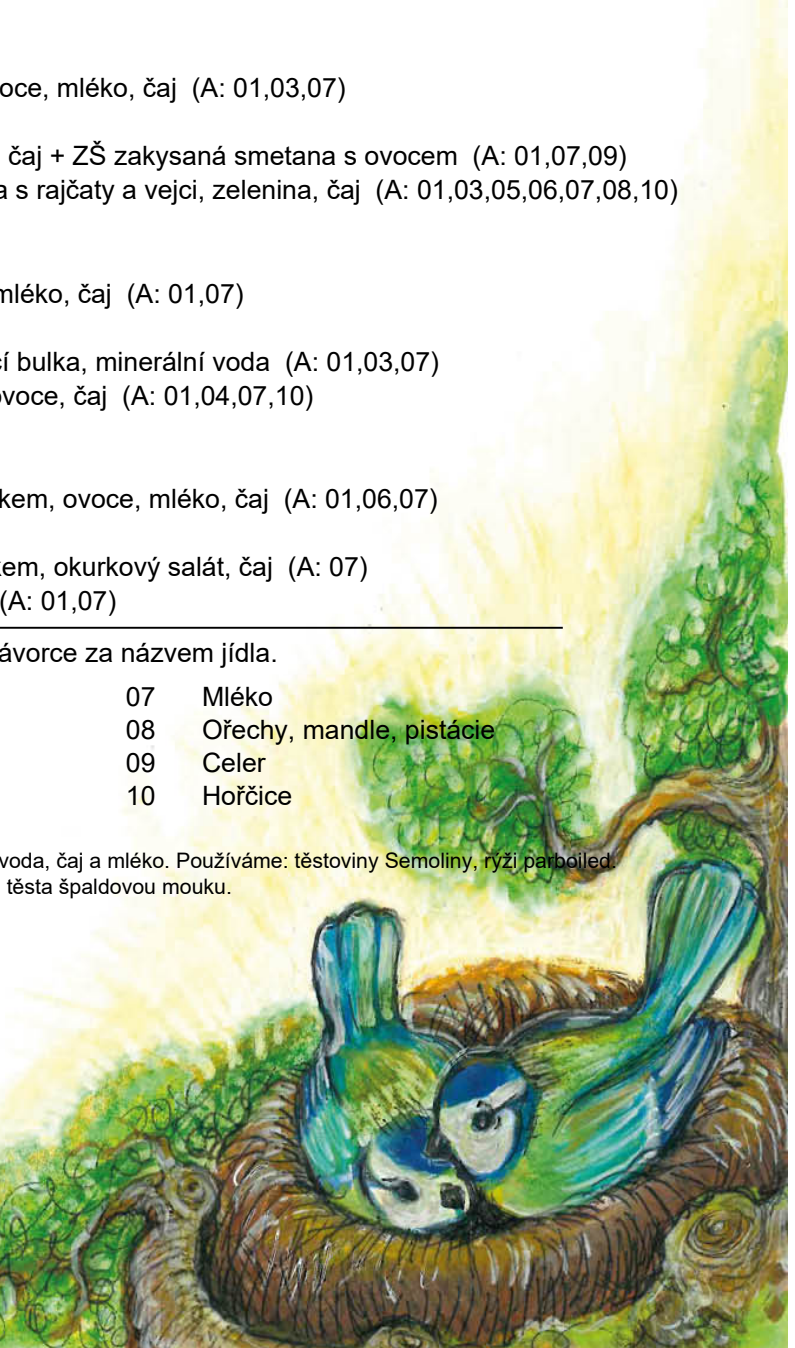 oce, mléko, čaj (A: 01,03,07)
čaj + ZŠ zakysaná smetana s ovocem (A: 01,07,09)
a s rajčaty a vejci, zelenina, čaj (A: 01,03,05,06,07,08,10)
mléko, čaj (A: 01,07)
cí bulka, minerální voda (A: 01,03,07)
ovoce, čaj (A: 01,04,07,10)
kem, ovoce, mléko, čaj (A: 01,06,07)
kem, okurkový salát, čaj (A: 07)
(A: 01,07)
závorce za názvem jídla.
07 Mléko
08 Ořechy, mandle, pistácie
09 Celer
10 Hořčice
voda, čaj a mléko. Používáme: těstoviny Semoliny, rýži parboiled.
těsta špaldovou mouku.